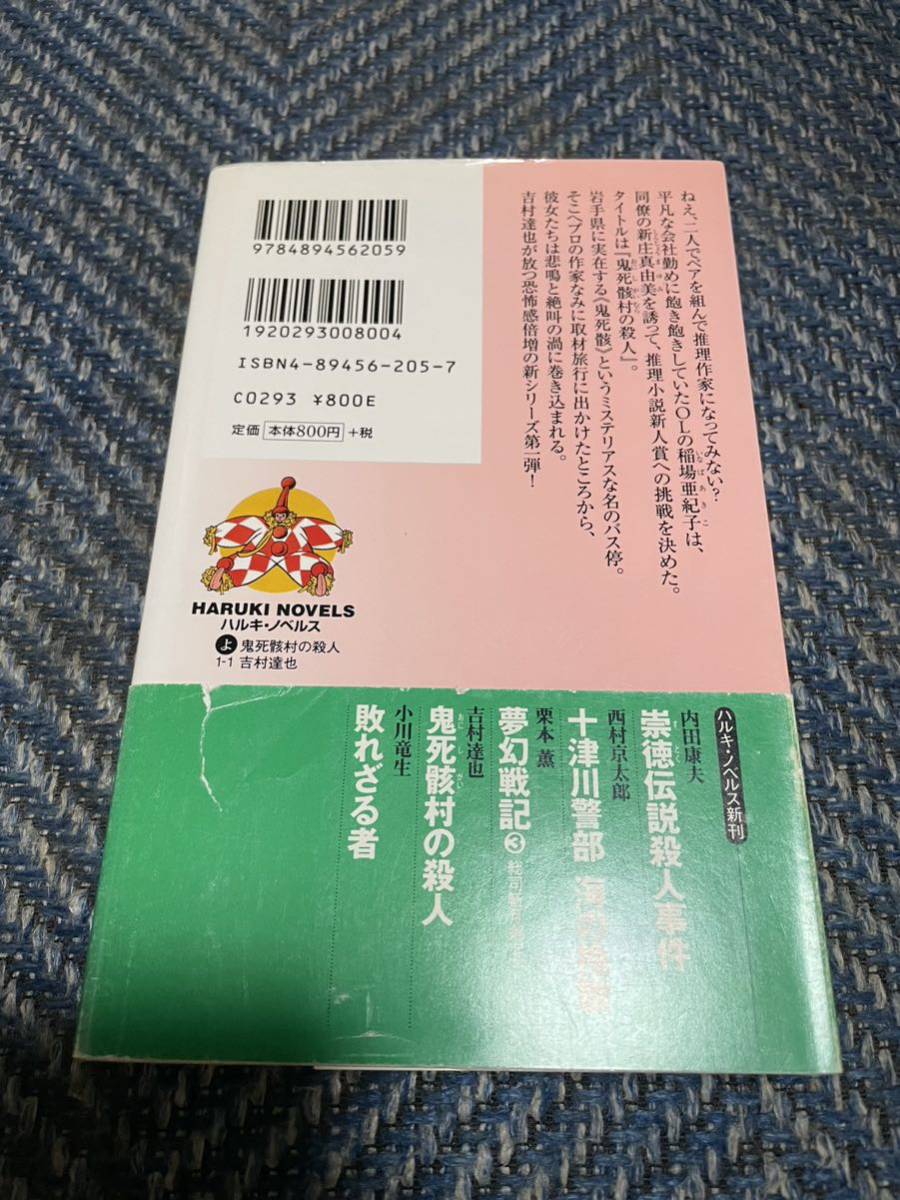 ねえ、二人でペアを組んで推理作家になってみない？
平凡な会社勤めに飽き飽きしていたOLの稲場亜紀子は、
同僚の新庄真由美を誘って、推理小説新人賞への挑戦を決めた。
タイトルは『鬼死骸村の殺人』。
岩手県に実在する《鬼死骸》というミステリアスな名のバス停。
そこへプロの作家なみに取材旅行に出かけたところから、
彼女たちは悲鳴と絶叫の渦に巻き込まれる。
吉村達也が放つ恐怖感倍増の新シリーズ第一弾！
9784894562059
1920293008004
ISBN4-89456-205-7
C0293 ¥800E
定価 本体800円 +税
HARUKI NOVELS
ハルキ・ノベルス
よ 鬼死骸村の殺人
1-1 吉村達也
ハルキ・ノベルス新刊
内田康夫
崇徳伝説殺人事件
西村京太郎
十津川警部
栗本薫
夢幻戦記③
吉村達也
鬼死骸村の殺人
小川竜生
敗れざる者